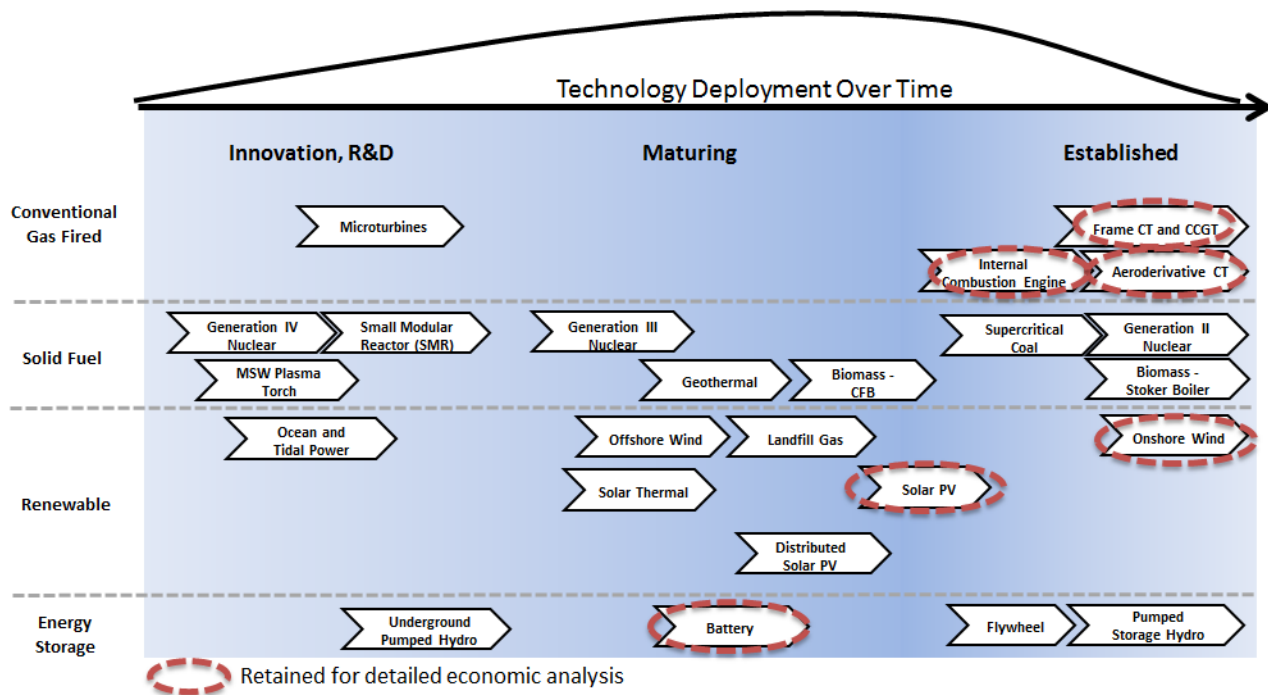 Technology Deployment Over Time
Innovation, R&D
Maturing
Established
Conventional
Gas Fired
Microturbines
Frame CT and CCGT
Internal
Combustion Engine
Aeroderivative CT
Solid Fuel
Generation IV
Nuclear
Small Modular
Reactor (SMR)
Generation III
Nuclear
Supercritical
Coal
Generation II
Nuclear
MSW Plasma
Torch
Geothermal
Biomass -
CFB
Biomass -
Stoker Boiler
Renewable
Ocean and
Tidal Power
Offshore Wind
Landfill Gas
Onshore Wind
Solar Thermal
Solar PV
Distributed
Solar PV
Energy
Storage
Underground
Pumped Hydro
Battery
Flywheel
Pumped
Storage Hydro
Retained for detailed economic analysis